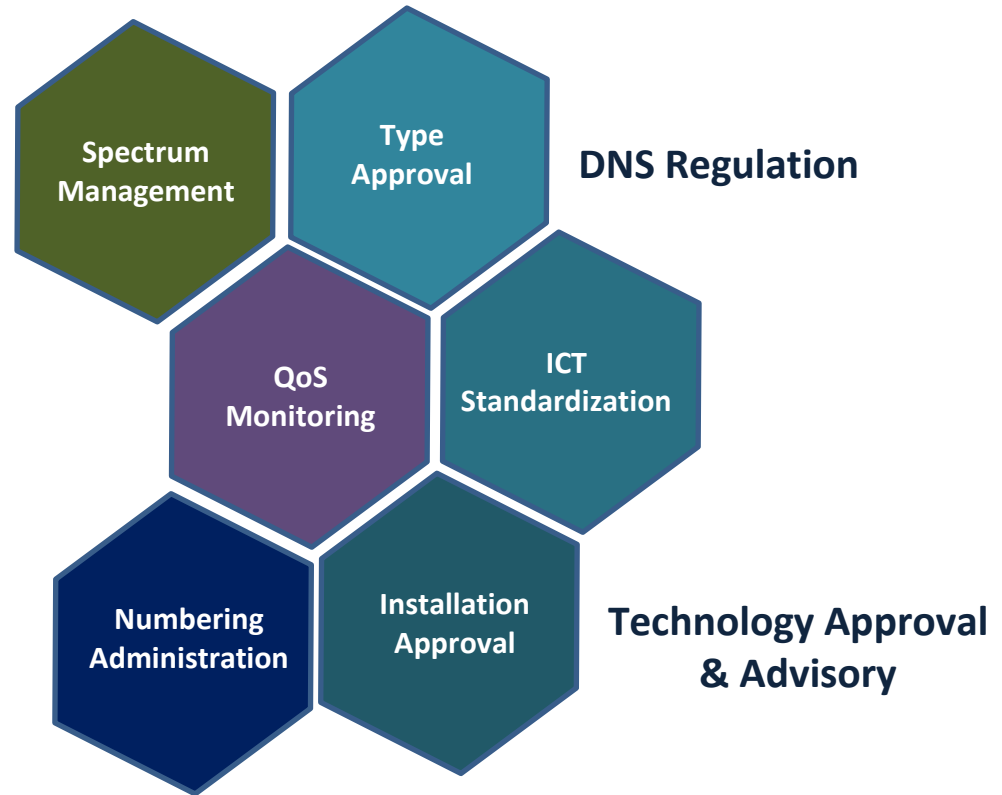 Spectrum
Management
Type
Approval
DNS Regulation
QoS
Monitoring
ICT
Standardization
Numbering
Administration
Installation
Approval
Technology Approval
& Advisory